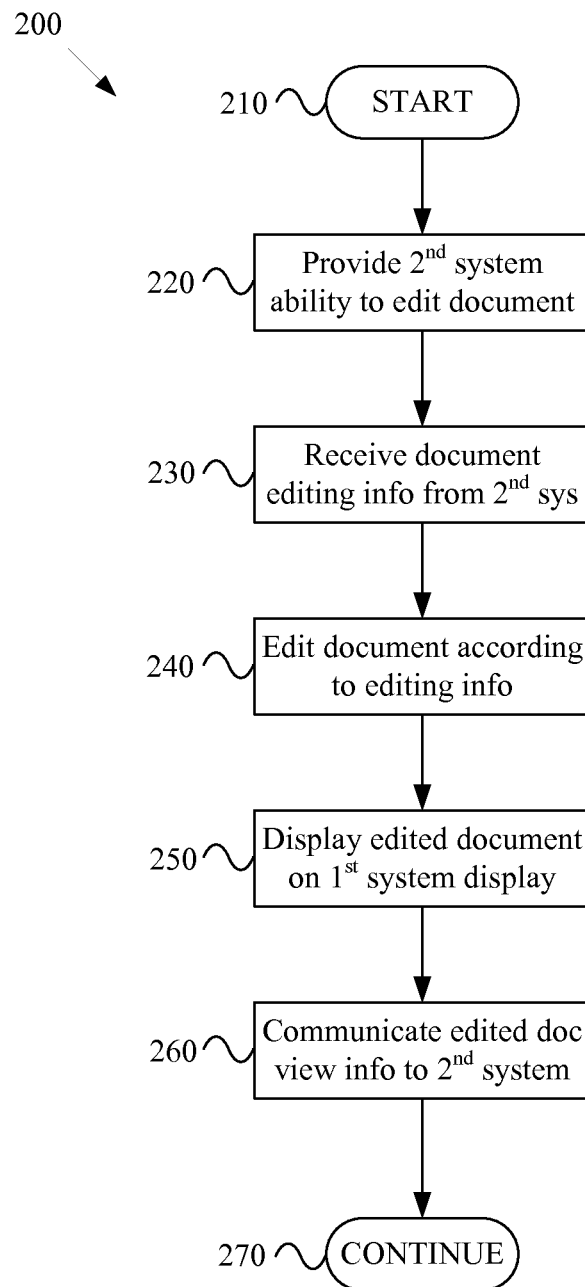 200
210 START
220 Provide 2nd system
ability to edit document
230 Receive document
editing info from 2nd sys
240 Edit document according
to editing info
250 Display edited document
on 1st system display
260 Communicate edited doc
view info to 2nd system
270 CONTINUE